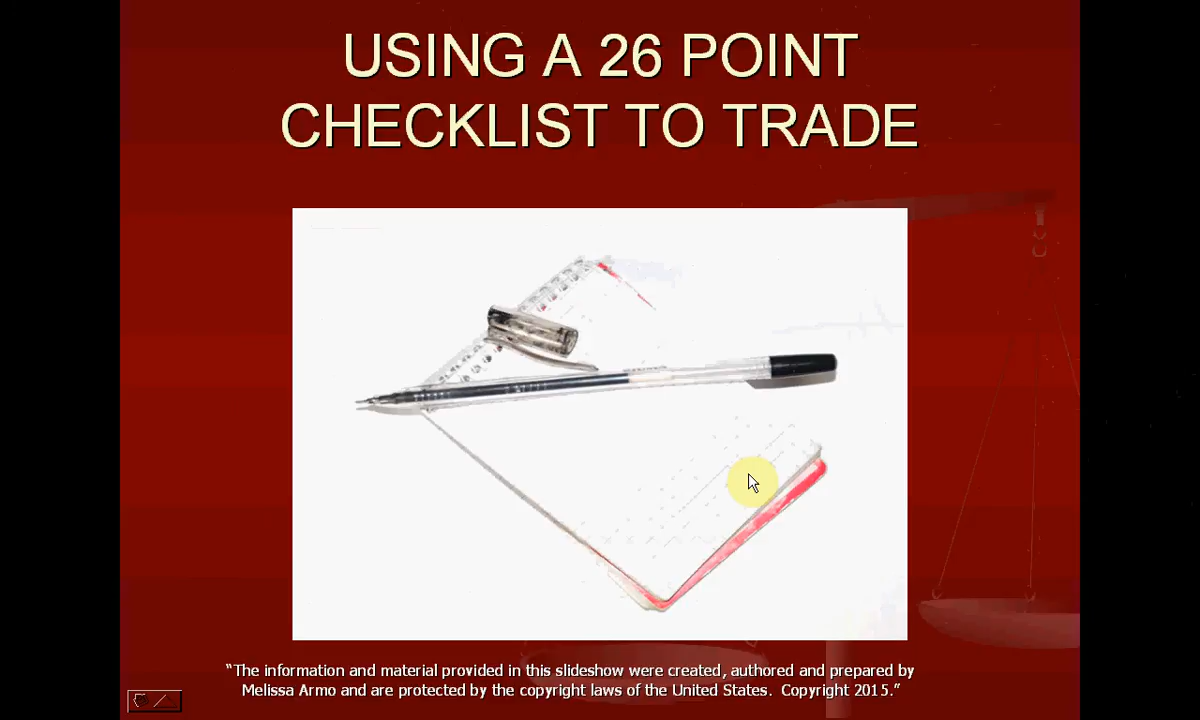 USING A 26 POINT
CHECKLIST TO TRADE
“The information and material provided in this slideshow were created, authored and prepared by
Melissa Armo and are protected by the copyright laws of the United States.  Copyright 2015.”